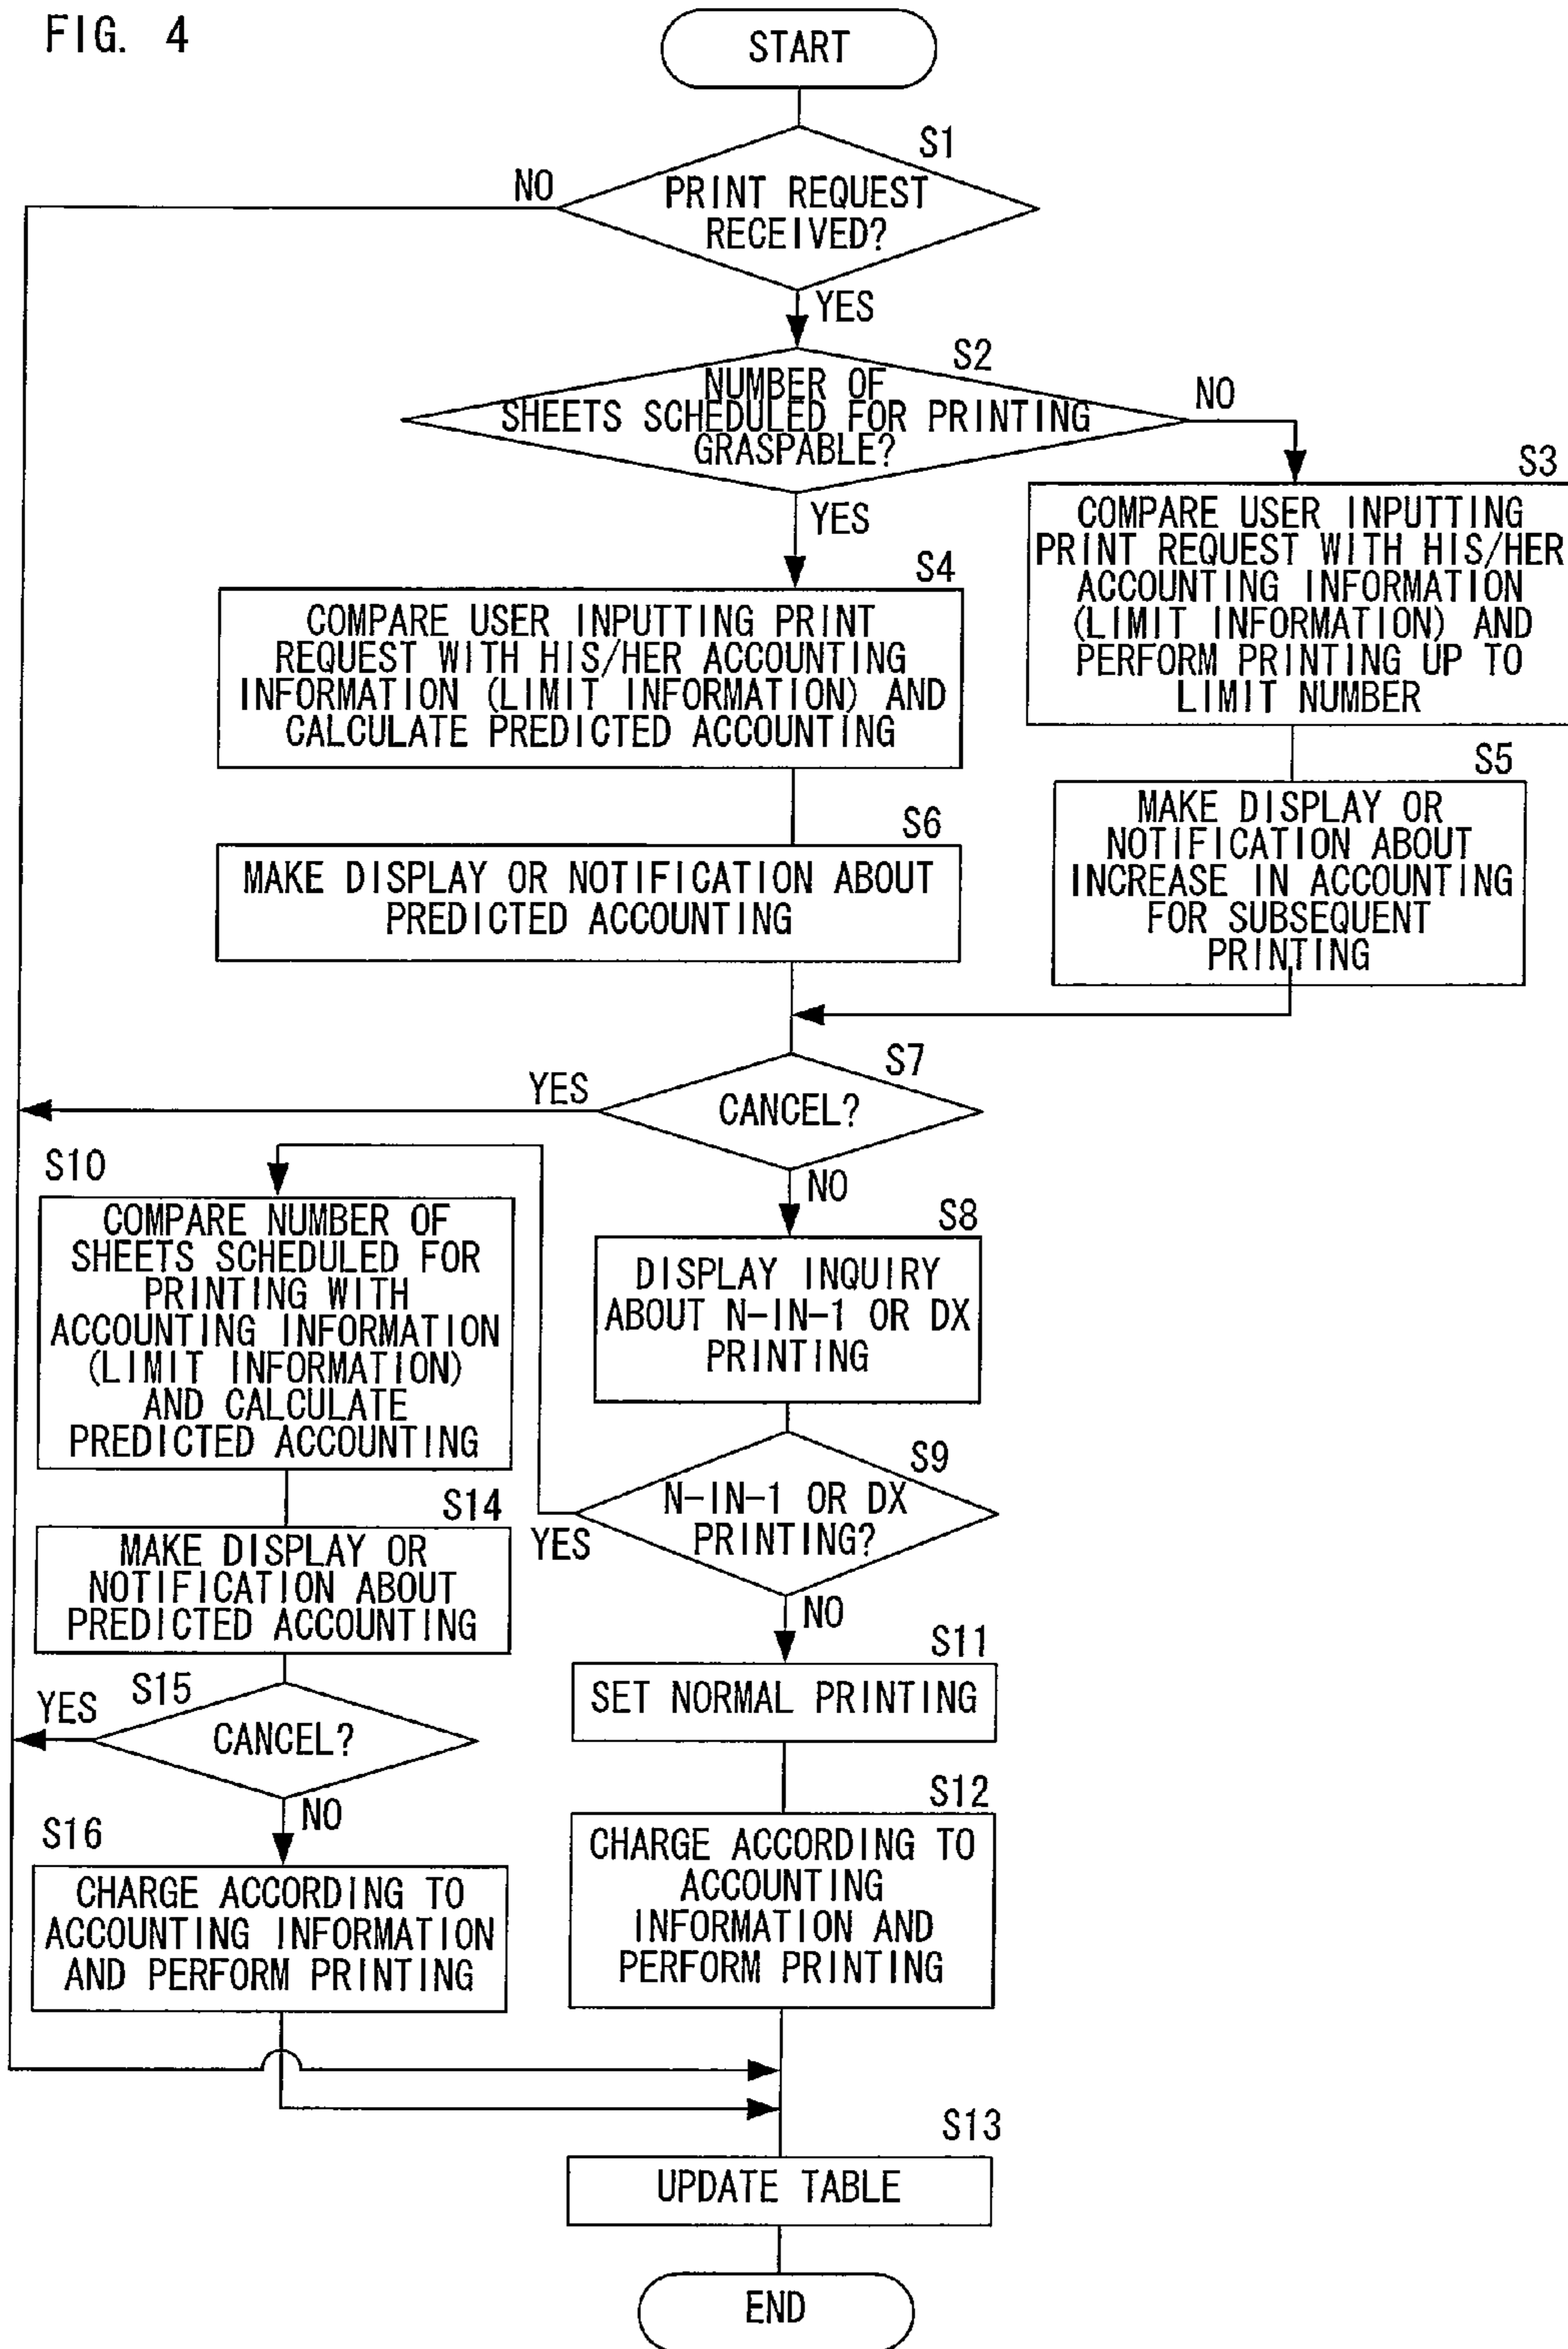 FIG. 4
START
S1
NO
PRINT REQUEST
RECEIVED?
YES
S2
NUMBER OF
SHEETS SCHEDULED FOR PRINTING
GRASPABLE?
NO
YES
S3
COMPARE USER INPUTTING
PRINT REQUEST WITH HIS/HER
ACCOUNTING INFORMATION
(LIMIT INFORMATION) AND
PERFORM PRINTING UP TO
LIMIT NUMBER
S4
COMPARE USER INPUTTING PRINT
REQUEST WITH HIS/HER ACCOUNTING
INFORMATION (LIMIT INFORMATION) AND
CALCULATE PREDICTED ACCOUNTING
S5
MAKE DISPLAY OR
NOTIFICATION ABOUT
INCREASE IN ACCOUNTING
FOR SUBSEQUENT
PRINTING
S6
MAKE DISPLAY OR NOTIFICATION ABOUT
PREDICTED ACCOUNTING
S7
YES
CANCEL?
NO
S8
DISPLAY INQUIRY
ABOUT N-IN-1 OR DX
PRINTING
S9
N-IN-1 OR DX
PRINTING?
YES
NO
S10
COMPARE NUMBER OF
SHEETS SCHEDULED FOR
PRINTING WITH
ACCOUNTING INFORMATION
(LIMIT INFORMATION)
AND CALCULATE
PREDICTED ACCOUNTING
S14
MAKE DISPLAY OR
NOTIFICATION ABOUT
PREDICTED ACCOUNTING
S15
YES
CANCEL?
NO
S16
CHARGE ACCORDING TO
ACCOUNTING INFORMATION
AND PERFORM PRINTING
S11
SET NORMAL PRINTING
S12
CHARGE ACCORDING TO
ACCOUNTING
INFORMATION AND
PERFORM PRINTING
S13
UPDATE TABLE
END